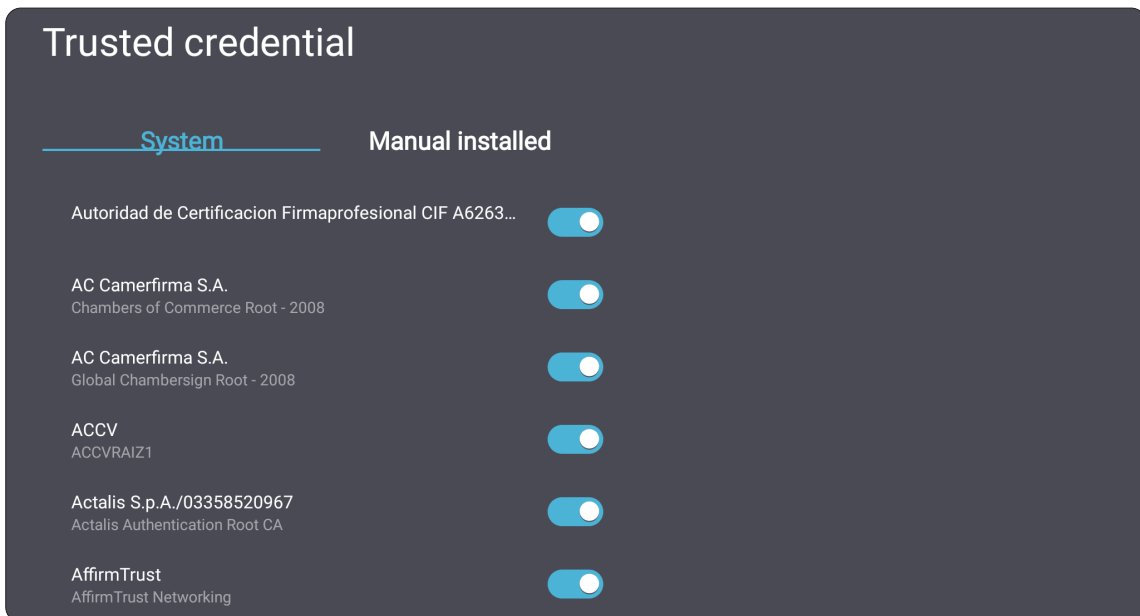 Trusted credential
System
Manual installed
Autoridad de Certificacion Firmaprofesional CIF A6263...
AC Camerfirma S.A.
Chambers of Commerce Root - 2008
AC Camerfirma S.A.
Global Chambersign Root - 2008
ACCV
ACCVRAIZ1
Actalis S.p.A./03358520967
Actalis Authentication Root CA
AffirmTrust
AffirmTrust Networking